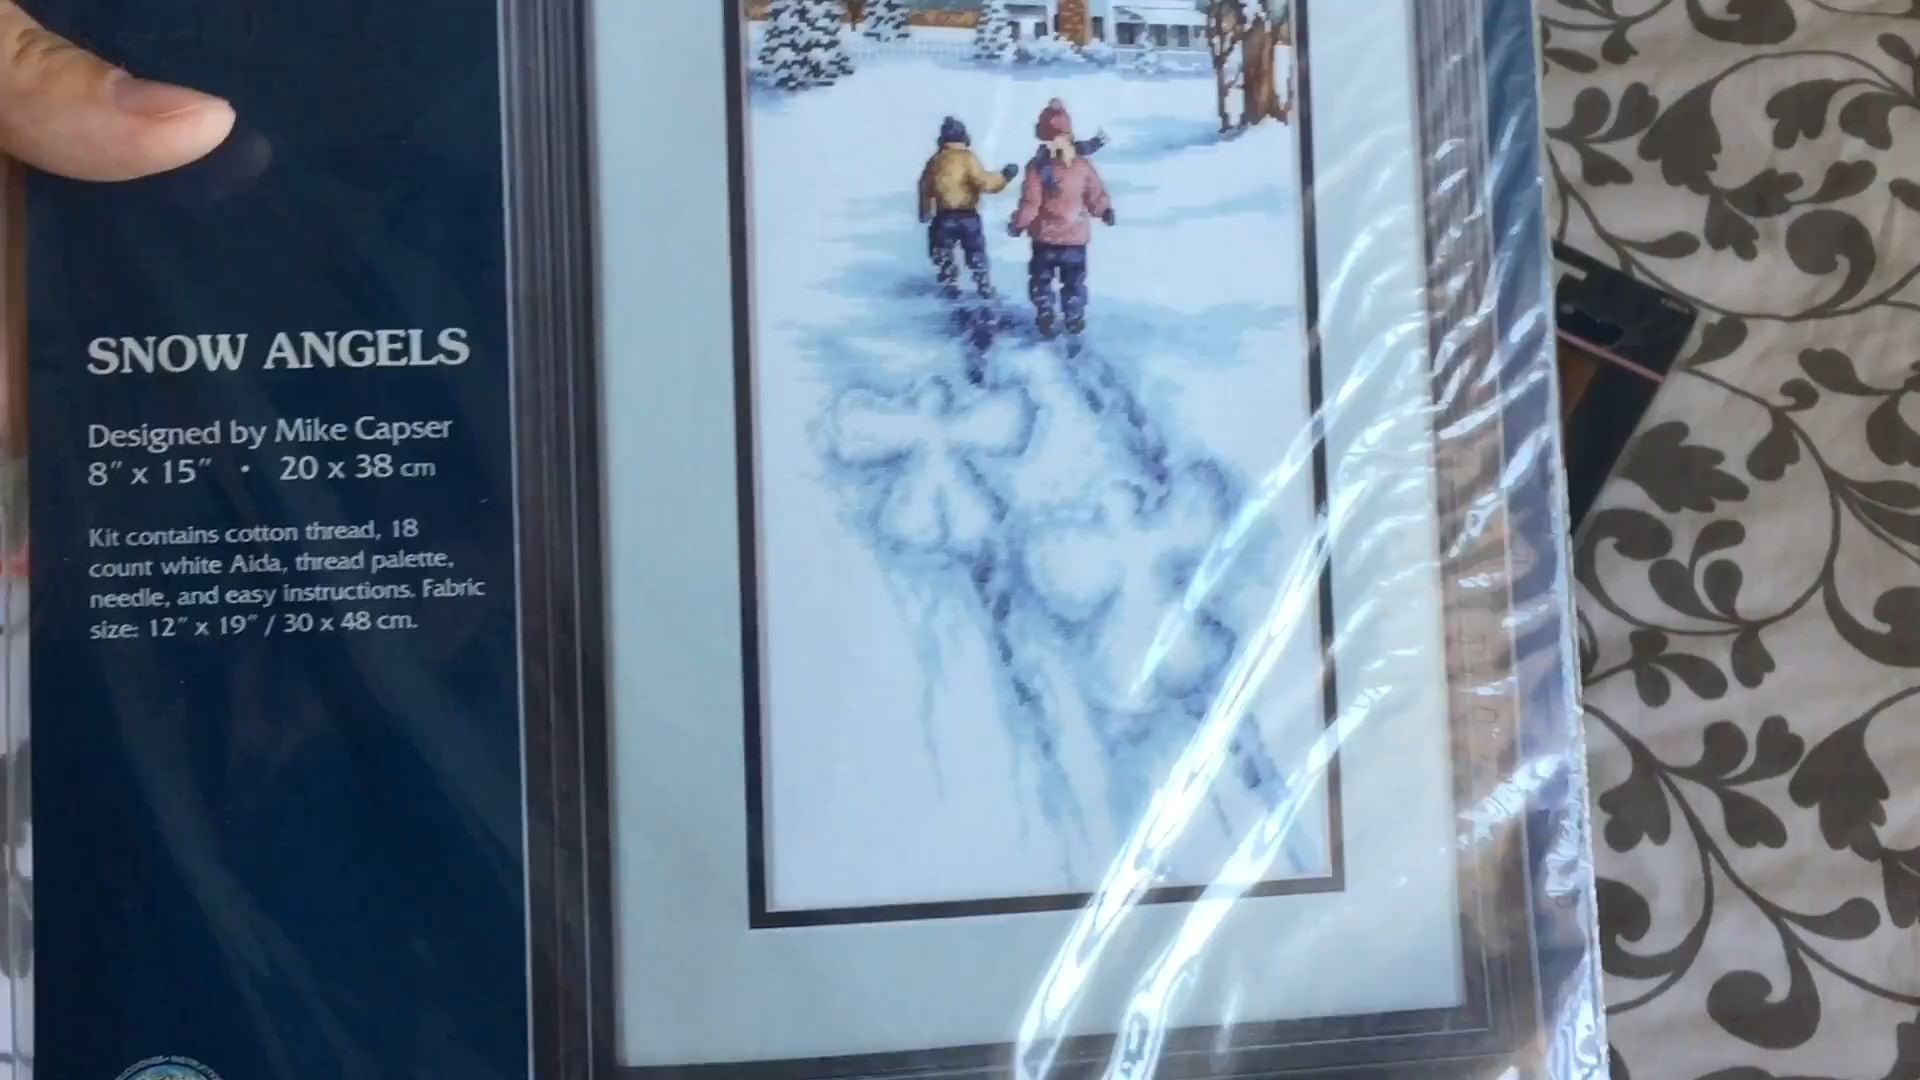 SNOW ANGELS
Designed by Mike Capser
8" x 15" • 20 x 38 cm
Kit contains cotton thread, 18
count white Aida, thread palette,
needle, and easy instructions. Fabric
size: 12" x 19" / 30 x 48 cm.